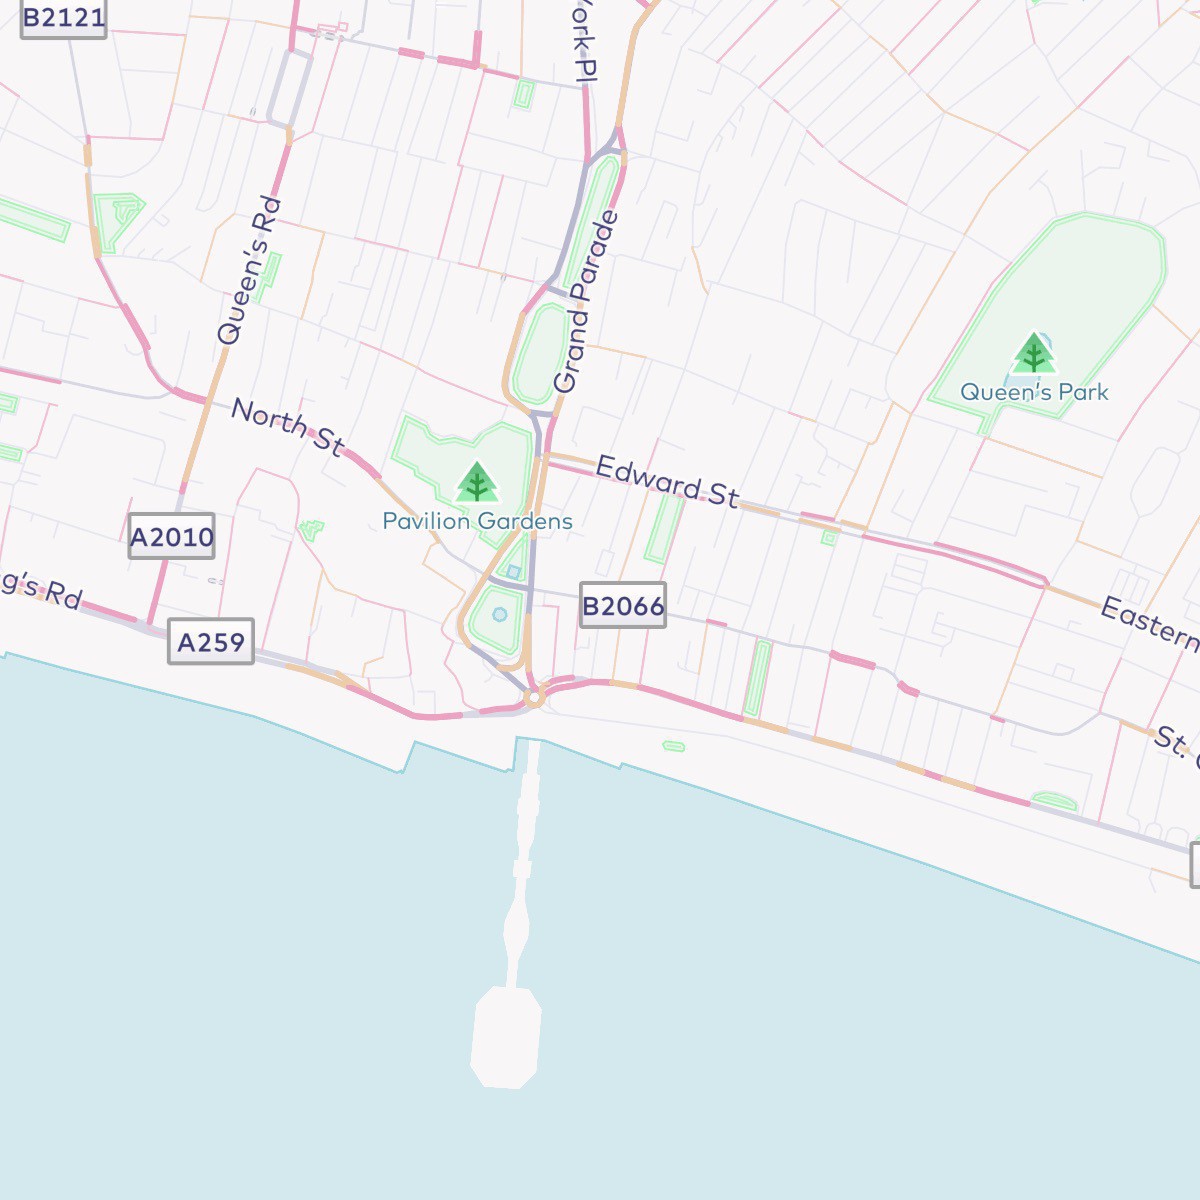 B2121
York Pl
Queen's Rd
Grand Parade
Queen's Park
North St
Edward St
Pavilion Gardens
A2010
g's Rd
B2066
A259
Eastern
St.